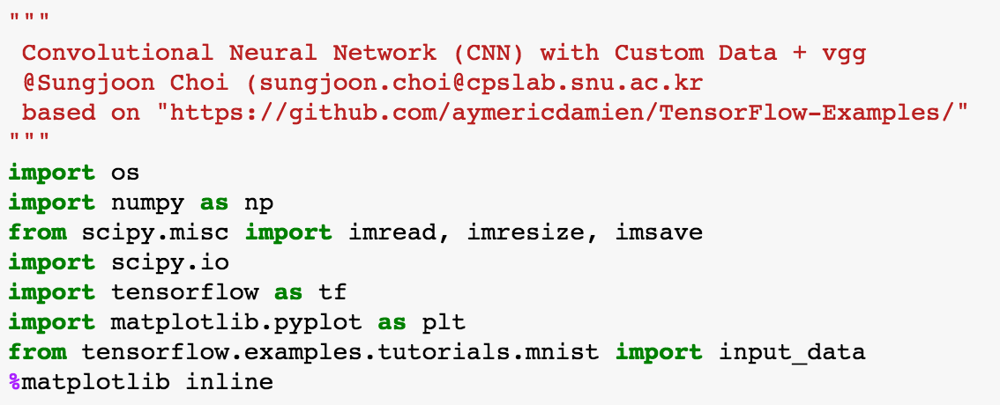 """
Convolutional Neural Network (CNN) with Custom Data + vgg
@Sungjoon Choi (sungjoon.choi@cpslab.snu.ac.kr
based on "https://github.com/aymericdamien/TensorFlow-Examples/"
"""
import os
import numpy as np
from scipy.misc import imread, imresize, imsave
import scipy.io
import tensorflow as tf
import matplotlib.pyplot as plt
from tensorflow.examples.tutorials.mnist import input_data
%matplotlib inline